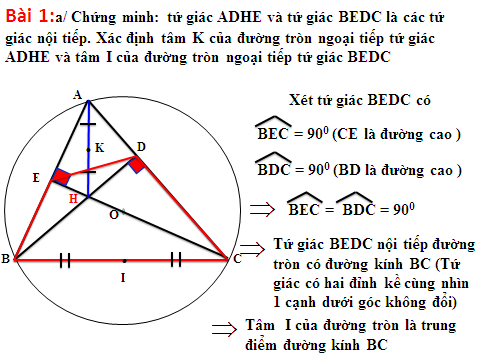 Bài 1:a/ Chứng minh: tứ giác ADHE và tứ giác BEDC là các tứ
giác nội tiếp. Xác định tâm K của đường tròn ngoại tiếp tứ giác
ADHE và tâm I của đường tròn ngoại tiếp tứ giác BEDC
A
K
D
E
H
O
B
C
I
Xét tứ giác BEDC có
BEC = 90⁰ (CE là đường cao )
BDC = 90⁰ (BD là đường cao )
⇒ BEC = BDC = 90⁰
⇒ Tứ giác BEDC nội tiếp đường
tròn có đường kính BC (Tứ
giác có hai đỉnh kề cùng nhìn
1 cạnh dưới góc không đổi)
⇒ Tâm I của đường tròn là trung
điểm đường kính BC